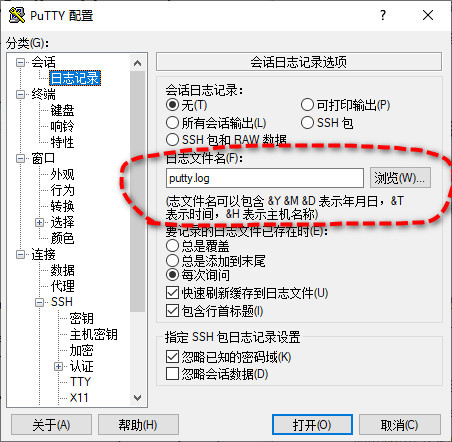 PuTTY 配置
分类(G):
会话
日志记录
终端
键盘
响铃
特性
窗口
外观
行为
转换
选择
颜色
连接
数据
代理
SSH
密钥
主机密钥
加密
认证
TTY
X11
会话日志记录选项
会话日志记录:
无(T)
可打印输出(P)
所有会话输出(L)
SSH 包
SSH 包和 RAW 数据
日志文件名(F):
putty.log
浏览(W)...
(志文件名可以包含 &Y &M &D 表示年月日，&T
表示时间，&H 表示主机名称)
要记录的日志文件已存在时(E):
总是覆盖
总是添加到末尾
每次询问
快速刷新缓存到日志文件(U)
包含行首标题(I)
指定 SSH 包日志记录设置
忽略已知的密码域(K)
忽略会话数据(D)
关于(A)
帮助(H)
打开(O)
取消(C)